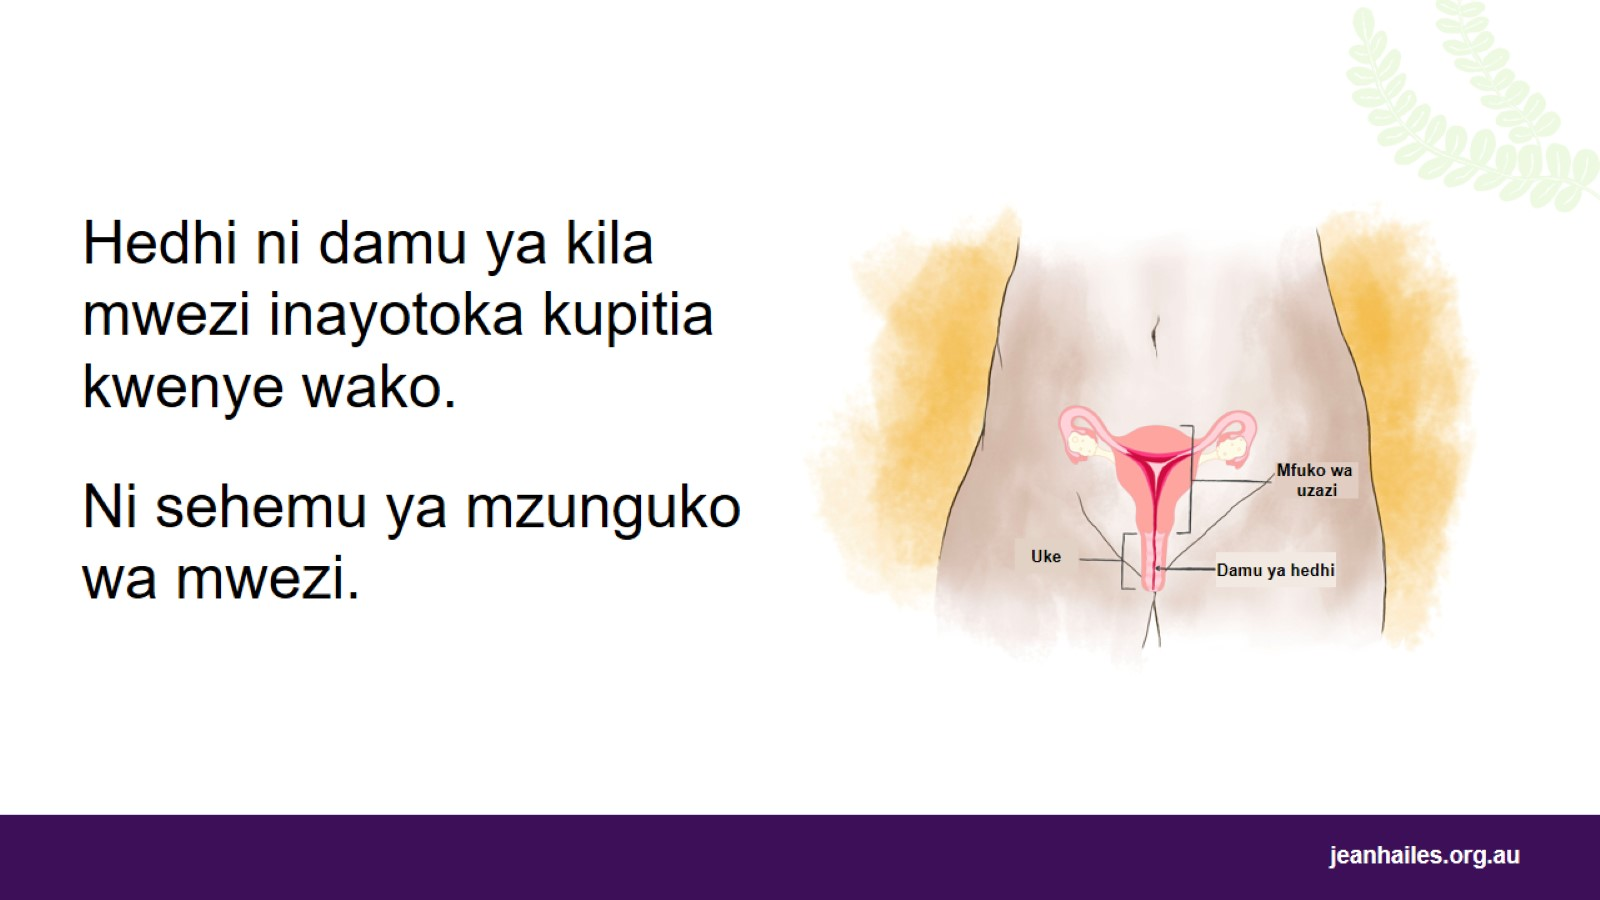 Hedhi ni damu ya kila
mwezi inayotoka kupitia
kwenye wako.
Ni sehemu ya mzunguko
wa mwezi.
Mfuko wa
uzazi
Uke
Damu ya hedhi
jeanhailes.org.au